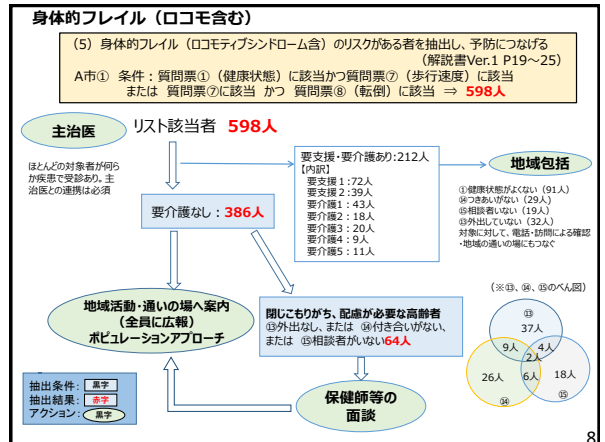 身体的フレイル（ロコモ含む）
（5）身体的フレイル（ロコモティブシンドローム含）のリスクがある者を抽出し、予防につなげる
（解説書Ver.1 P19～25）
A市① 条件：質問票①（健康状態）に該当かつ質問票⑦（歩行速度）に該当
または 質問票⑦に該当 かつ 質問票⑧（転倒）に該当 ⇒ 598人
主治医
リスト該当者 598人
ほとんどの対象者が何ら
か疾患で受診あり。主
治医との連携は必須
要支援・要介護あり:212人
【内訳】
要支援1:72人
要支援2:39人
要介護1:43人
要介護2:18人
要介護3:20人
要介護4:9人
要介護5:11人
地域包括
①健康状態がよくない（91人）
⑭つきあいがない（29人）
⑮相談者いない（19人）
⑬外出していない（32人）
対象に対して、電話・訪問による確認
・地域の通いの場にもつなぐ
要介護なし：386人
地域活動・通いの場へ案内
（全員に広報）
ポピュレーションアプローチ
閉じこもりがち、配慮が必要な高齢者
⑬外出なし、または ⑭付き合いがない、
または ⑮相談者がいない64人
（※⑬、⑭、⑮のべん図）
⑬
37人
9人
4人
2人
26人
6人
18人
⑭
⑮
抽出条件: 黒字
抽出結果: 赤字
アクション: 黒字
保健師等の
面談
8